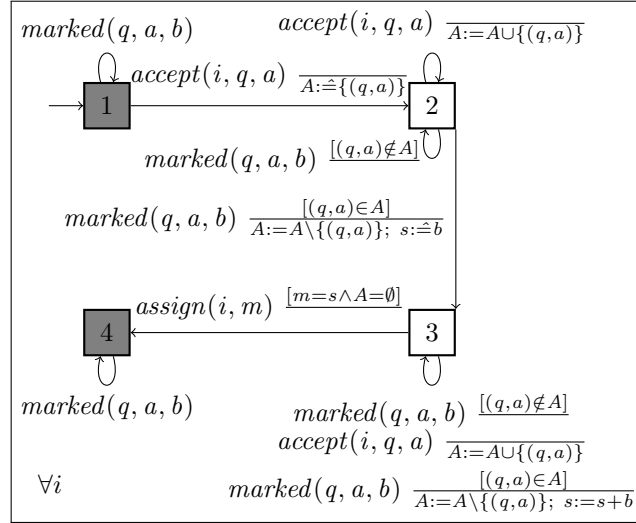 marked(q, a, b)
accept(i, q, a) A:=A∪{(q,a)}
accept(i, q, a) A:≙{(q,a)}
1
2
marked(q, a, b) [(q,a)∉A]
marked(q, a, b) [(q,a)∈A] A:=A\{(q,a)}; s:≙b
assign(i, m) [m=s∧A=∅]
4
3
marked(q, a, b)
marked(q, a, b) [(q,a)∉A]
accept(i, q, a) A:=A∪{(q,a)}
∀i
marked(q, a, b) [(q,a)∈A] A:=A\{(q,a)}; s:=s+b